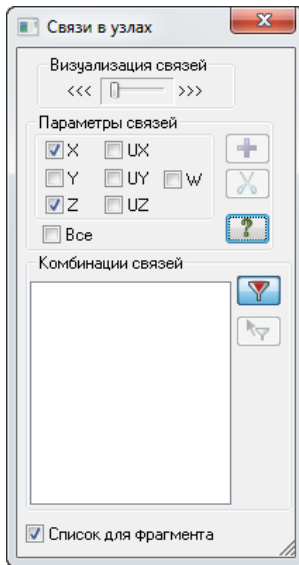 Связи в узлах
Визуализация связей
<<< >>>
Параметры связей
X UX
Y UY W
Z UZ
Все
?
Комбинации связей
Список для фрагмента